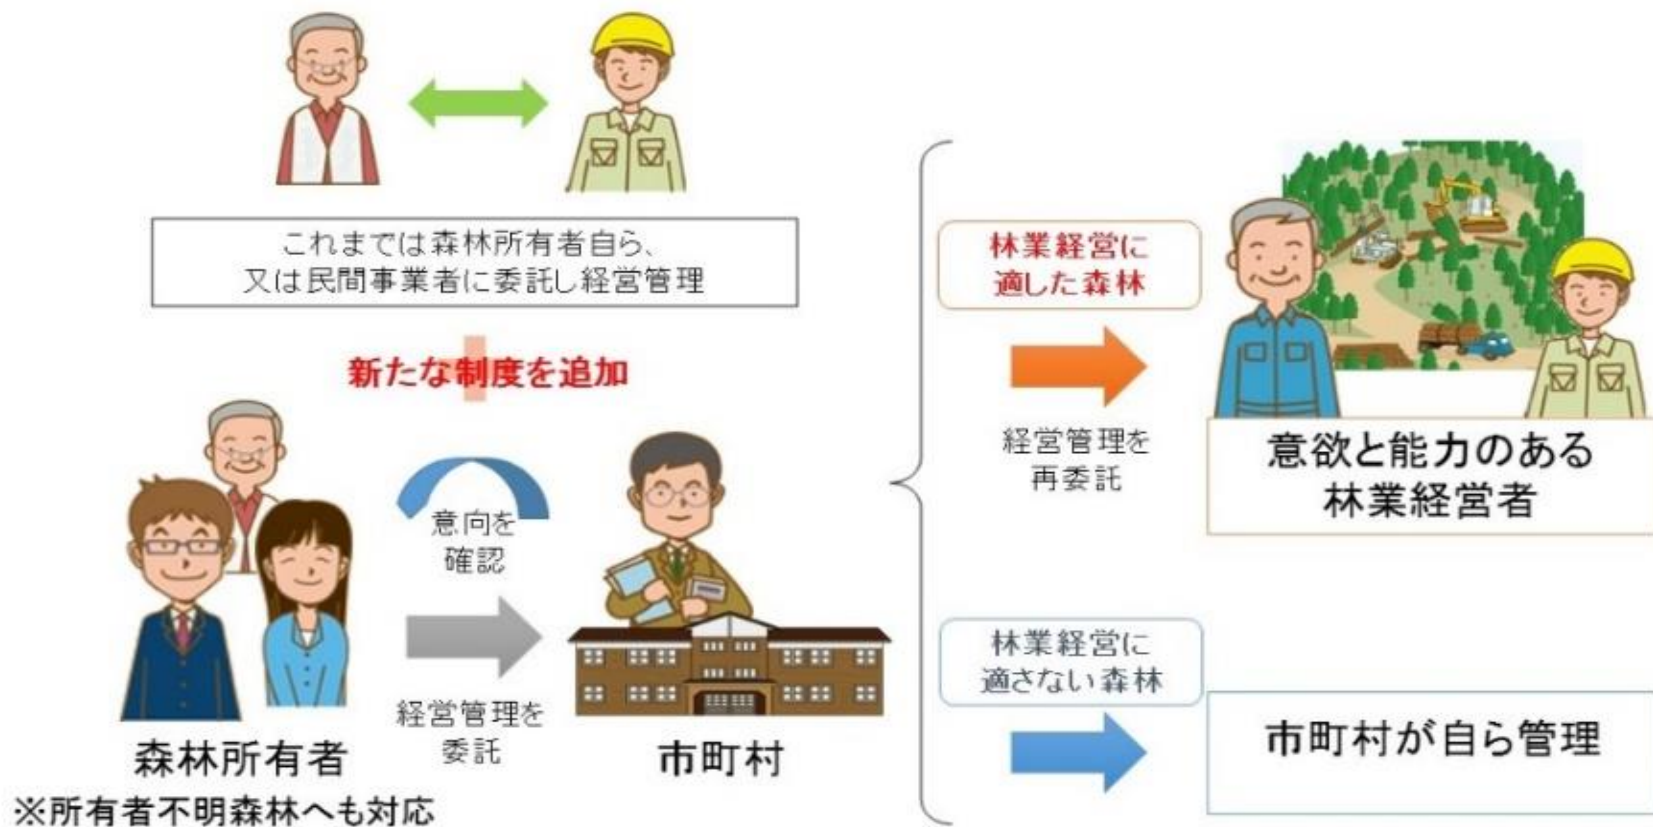 これまでは森林所有者自ら、
又は民間事業者に委託し経営管理
新たな制度を追加
意向を
確認
経営管理を
委託
森林所有者
※所有者不明森林へも対応
市町村
林業経営に
適した森林
経営管理を
再委託
意欲と能力のある
林業経営者
林業経営に
適さない森林
市町村が自ら管理